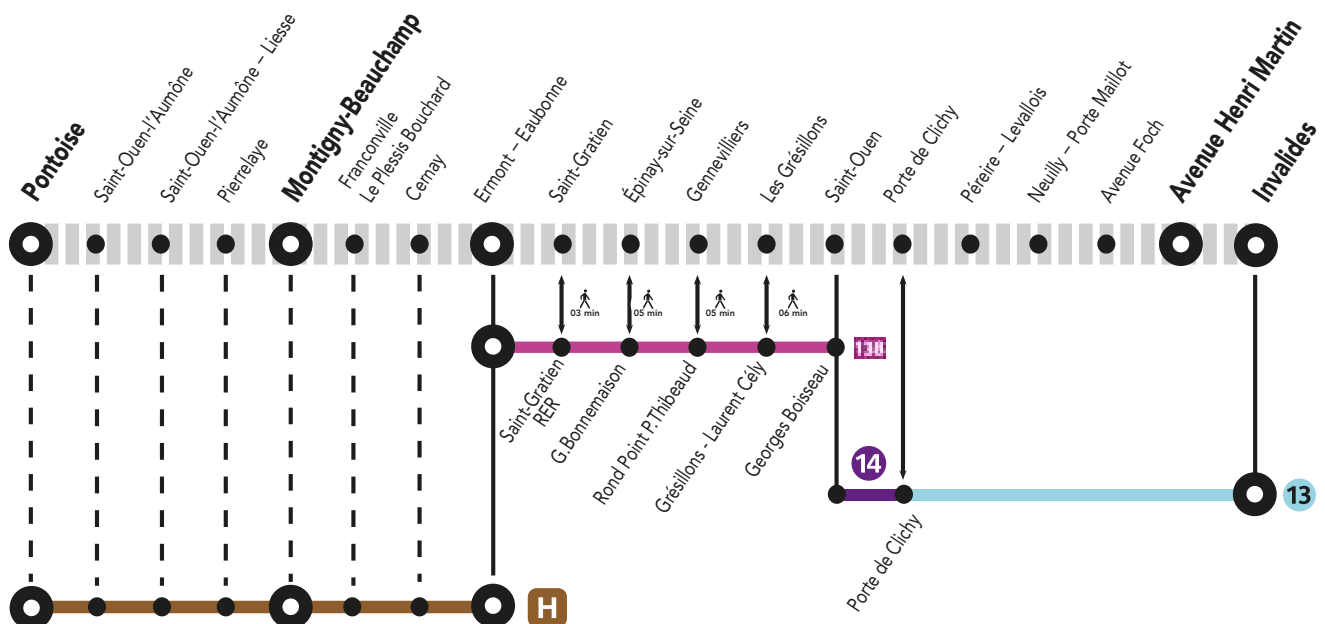 Pontoise
Saint-Ouen-l'Aumône
Saint-Ouen-l'Aumône – Liesse
Pierrelaye
Montigny-Beauchamp
Franconville
Le Plessis Bouchard
Cernay
Ermont – Eaubonne
Saint-Gratien
Épinay-sur-Seine
Gennevilliers
Les Grésillons
Saint-Ouen
Porte de Clichy
Péreire – Levallois
Neuilly – Porte Maillot
Avenue Foch
Avenue Henri Martin
Invalides
03 min
05 min
05 min
06 min
Saint-Gratien
RER
G.Bonnemaison
Rond Point P.Thibeaud
Grésillons - Laurent Cély
Georges Boisseau
14
13
Porte de Clichy
H